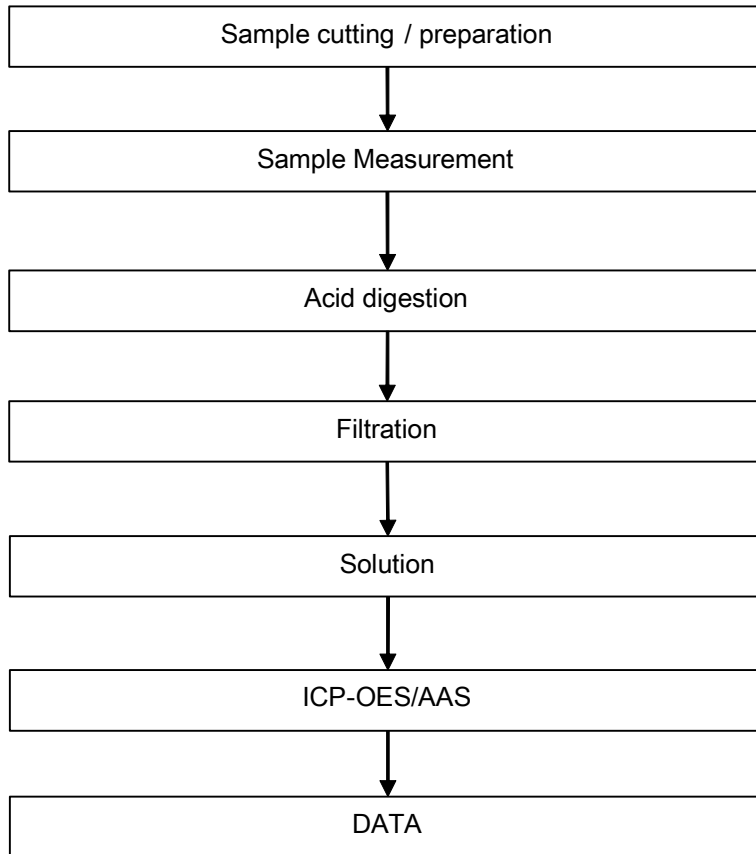 Sample cutting / preparation
Sample Measurement
Acid digestion
Filtration
Solution
ICP-OES/AAS
DATA